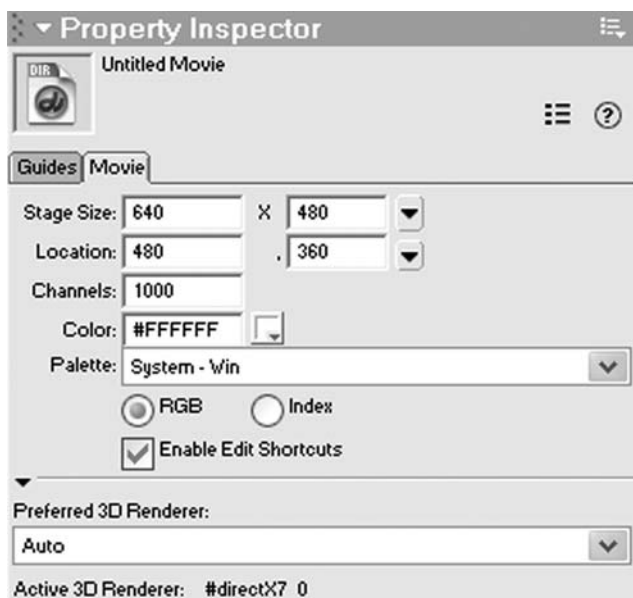 Property Inspector
DIR
Untitled Movie
?
Guides Movie
Stage Size: 640 X 480
Location: 480 , 360
Channels: 1000
Color: #FFFFFF
Palette: System - Win
RGB Index
Enable Edit Shortcuts
Preferred 3D Renderer:
Auto
Active 3D Renderer: #directX7_0